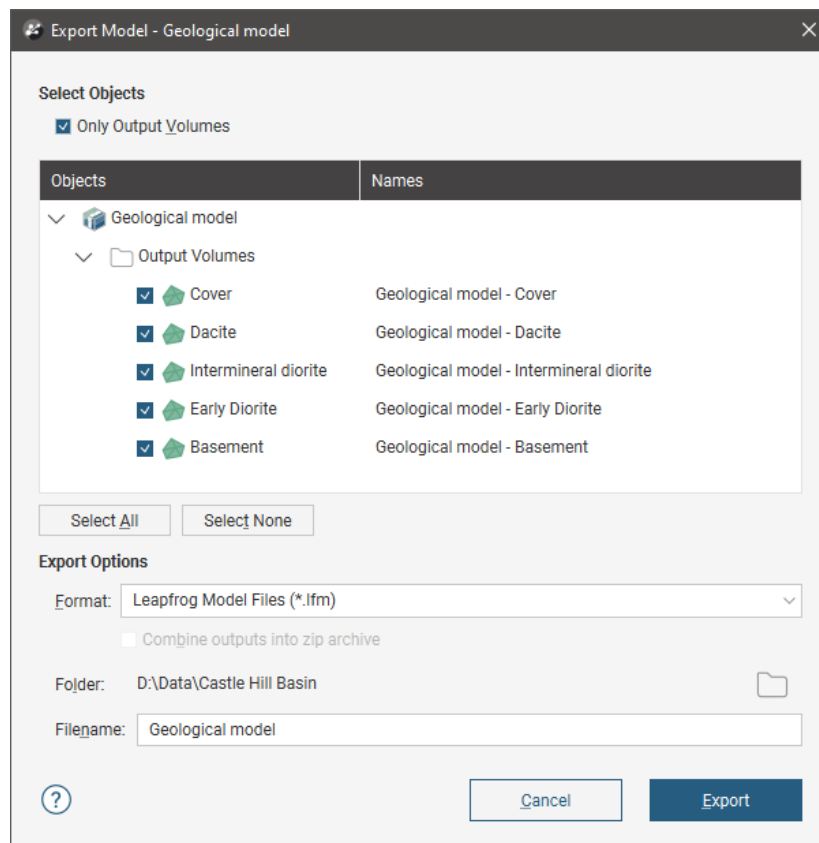 Export Model - Geological model
Select Objects
Only Output Volumes
Objects Names
Geological model
Output Volumes
Cover Geological model - Cover
Dacite Geological model - Dacite
Intermineral diorite Geological model - Intermineral diorite
Early Diorite Geological model - Early Diorite
Basement Geological model - Basement
Select All Select None
Export Options
Format: Leapfrog Model Files (*.lfm)
Combine outputs into zip archive
Folder: D:\Data\Castle Hill Basin
Filename: Geological model
? Cancel Export